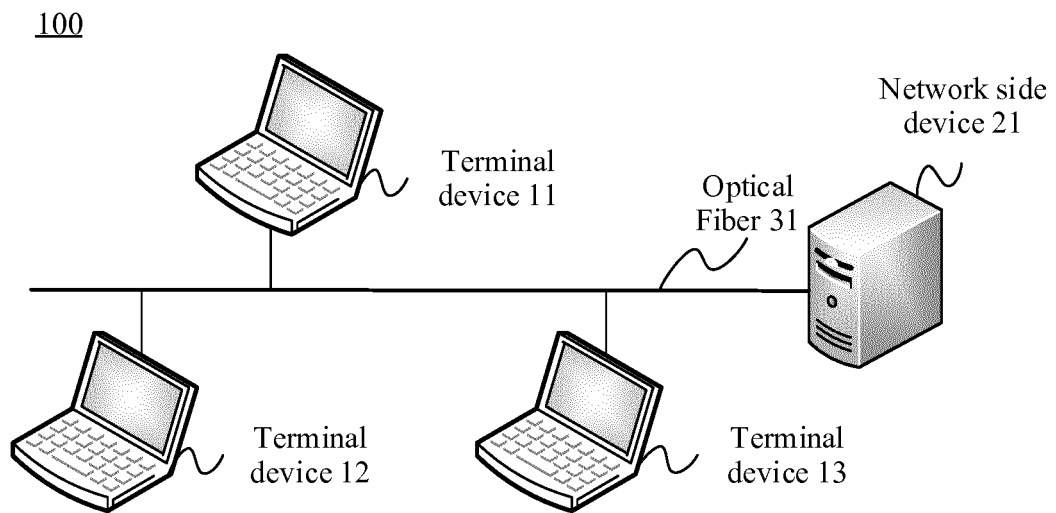 100
Network side
device 21
Terminal
device 11
Optical
Fiber 31
Terminal
device 12
Terminal
device 13